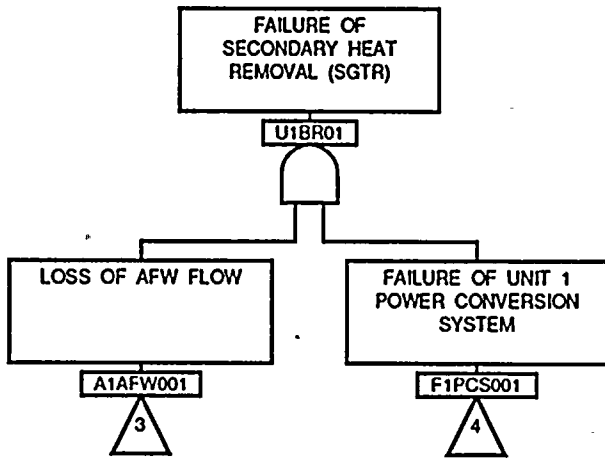 FAILURE OF
SECONDARY HEAT
REMOVAL (SGTR)
U1BR01
LOSS OF AFW FLOW
FAILURE OF UNIT 1
POWER CONVERSION
SYSTEM
A1AFW001
F1PCS001
3
4